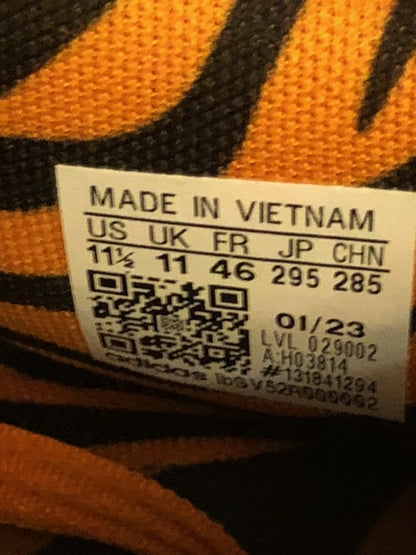 MADE IN VIETNAM
US UK FR JP CHN
11½ 11 46 295 285
01/23
LVL 029002
A:H03814
#131841294
adidas